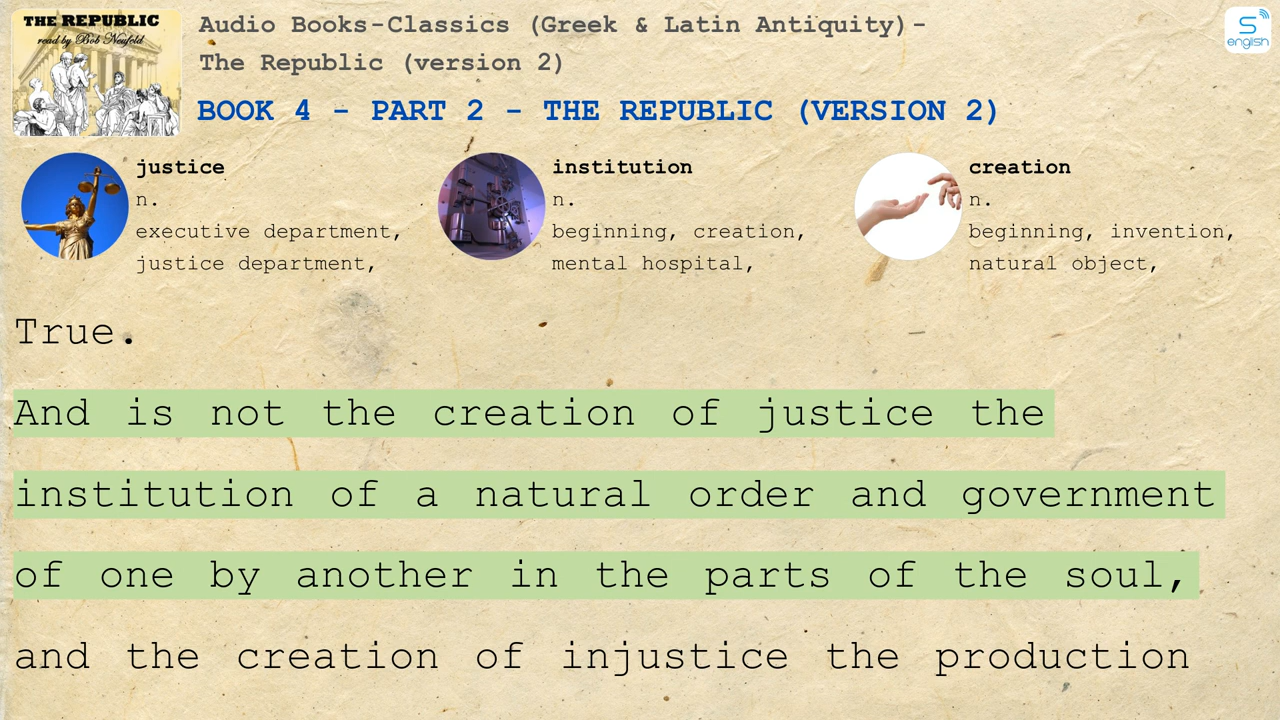 THE REPUBLIC
read by Bob Neufeld
Audio Books-Classics (Greek & Latin Antiquity)-
The Republic (version 2)
BOOK 4 - PART 2 - THE REPUBLIC (VERSION 2)
S
english
justice
n.
executive department,
justice department,
institution
n.
beginning, creation,
mental hospital,
creation
n.
beginning, invention,
natural object,
True.
And is not the creation of justice the
institution of a natural order and government
of one by another in the parts of the soul,
and the creation of injustice the production